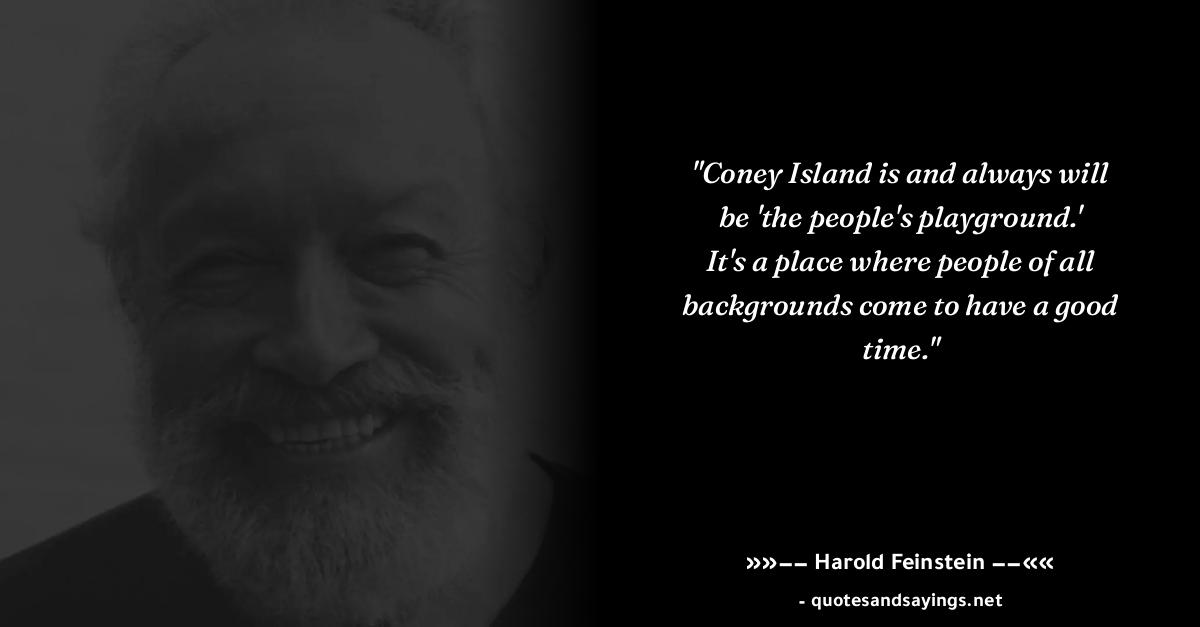 "Coney Island is and always will
be 'the people's playground.'
It's a place where people of all
backgrounds come to have a good
time."
»»–– Harold Feinstein ––««
- quotesandsayings.net